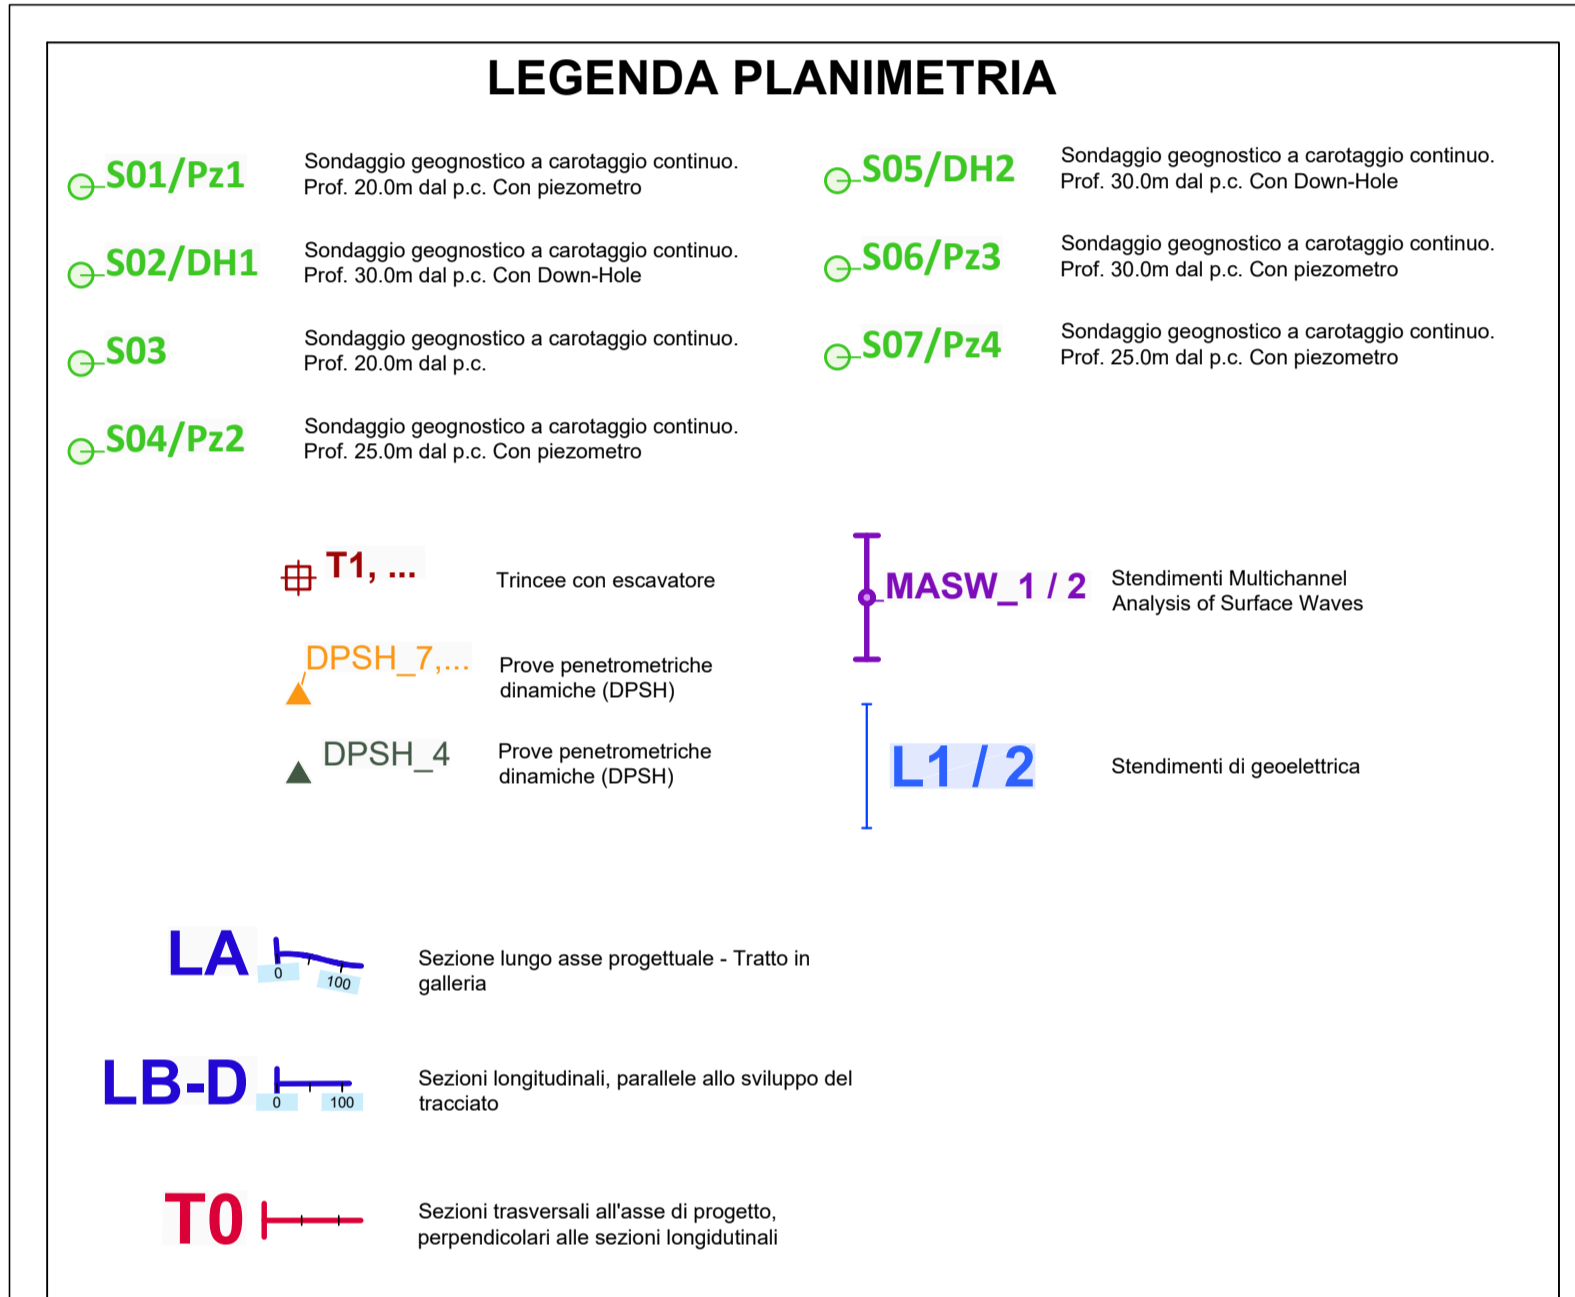 LEGENDA PLANIMETRIA
S01/Pz1
Sondaggio geognostico a carotaggio continuo.
Prof. 20.0m dal p.c. Con piezometro
S02/DH1
Sondaggio geognostico a carotaggio continuo.
Prof. 30.0m dal p.c. Con Down-Hole
S03
Sondaggio geognostico a carotaggio continuo.
Prof. 20.0m dal p.c.
S04/Pz2
Sondaggio geognostico a carotaggio continuo.
Prof. 25.0m dal p.c. Con piezometro
S05/DH2
Sondaggio geognostico a carotaggio continuo.
Prof. 30.0m dal p.c. Con Down-Hole
S06/Pz3
Sondaggio geognostico a carotaggio continuo.
Prof. 30.0m dal p.c. Con piezometro
S07/Pz4
Sondaggio geognostico a carotaggio continuo.
Prof. 25.0m dal p.c. Con piezometro
T1, ...
Trincee con escavatore
DPSH_7,...
Prove penetrometriche
dinamiche (DPSH)
DPSH_4
Prove penetrometriche
dinamiche (DPSH)
MASW_1 / 2
Stendimenti Multichannel
Analysis of Surface Waves
L1 / 2
Stendimenti di geoelettrica
LA
0
100
Sezione lungo asse progettuale - Tratto in
galleria
LB-D
0
100
Sezioni longitudinali, parallele allo sviluppo del
tracciato
T0
Sezioni trasversali all'asse di progetto,
perpendicolari alle sezioni longidutinali